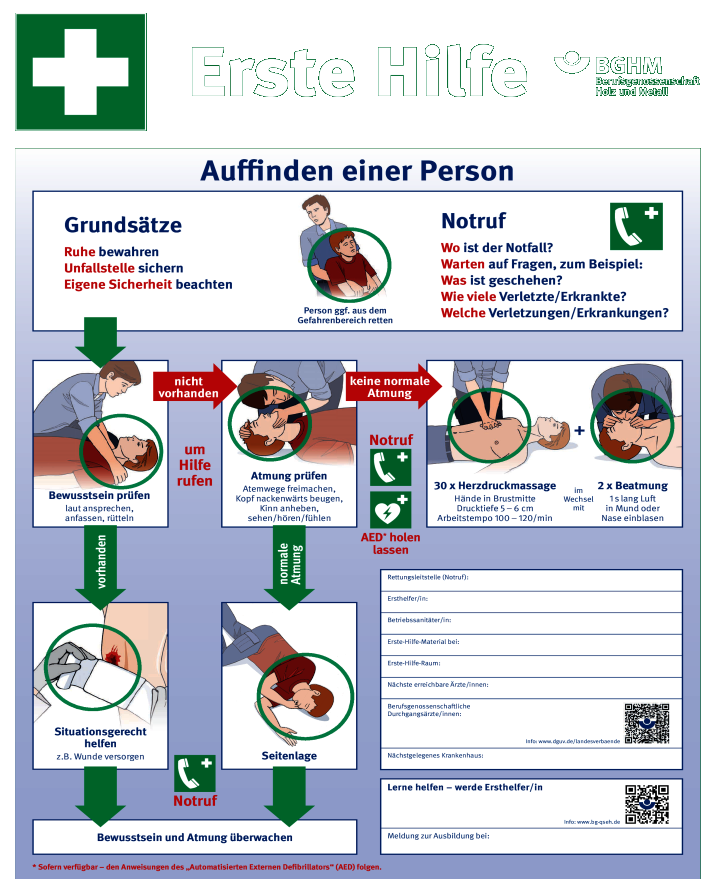 Erste Hilfe
BGHM
Berufsgenossenschaft
Holz und Metall
Auffinden einer Person
Grundsätze
Ruhe bewahren
Unfallstelle sichern
Eigene Sicherheit beachten
Person ggf. aus dem
Gefahrenbereich retten
Notruf
Wo ist der Notfall?
Warten auf Fragen, zum Beispiel:
Was ist geschehen?
Wie viele Verletzte/Erkrankte?
Welche Verletzungen/Erkrankungen?
Bewusstsein prüfen
laut ansprechen,
anfassen, rütteln
nicht
vorhanden
um
Hilfe
rufen
Atmung prüfen
Atemwege freimachen,
Kopf nackenwärts beugen,
Kinn anheben,
sehen/hören/fühlen
keine normale
Atmung
Notruf
AED* holen
lassen
30 x Herzdruckmassage
Hände in Brustmitte
Drucktiefe 5 – 6 cm
Arbeitstempo 100 – 120/min
+
im
Wechsel
mit
2 x Beatmung
1 s lang Luft
in Mund oder
Nase einblasen
vorhanden
normale
Atmung
Situationsgerecht
helfen
z.B. Wunde versorgen
Notruf
Seitenlage
Bewusstsein und Atmung überwachen
Rettungsleitstelle (Notruf):
Ersthelfer/in:
Betriebssanitäter/in:
Erste-Hilfe-Material bei:
Erste-Hilfe-Raum:
Nächste erreichbare Ärzte/innen:
Berufsgenossenschaftliche
Durchgangsärzte/innen:
Info: www.dguv.de/landesverbaende
Nächstgelegenes Krankenhaus:
Lerne helfen – werde Ersthelfer/in
Info: www.bg-qseh.de
Meldung zur Ausbildung bei:
* Sofern verfügbar – den Anweisungen des „Automatisierten Externen Defibrillators“ (AED) folgen.